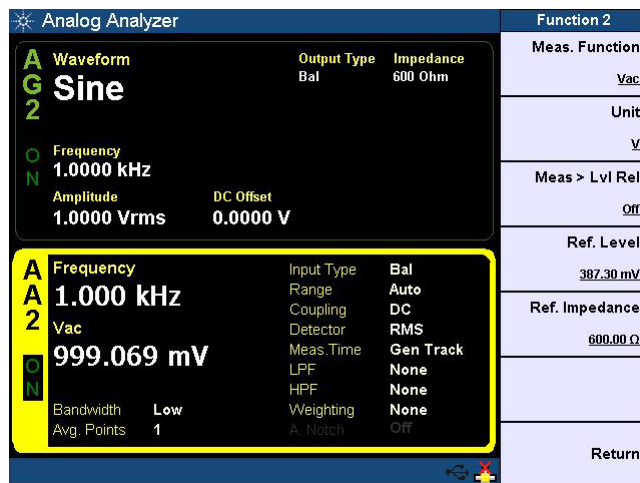 Analog Analyzer
Function 2
AG2
ON
Waveform
Sine
Output Type Impedance
Bal 600 Ohm
Frequency
1.0000 kHz
Amplitude DC Offset
1.0000 Vrms 0.0000 V
AA2
ON
Frequency
1.000 kHz
Vac
999.069 mV
Bandwidth Low
Avg. Points 1
Input Type Bal
Range Auto
Coupling DC
Detector RMS
Meas.Time Gen Track
LPF None
HPF None
Weighting None
A. Notch Off
Meas. Function
Vac
Unit
V
Meas > Lvl Rel
Off
Ref. Level
387.30 mV
Ref. Impedance
600.00 Ω
Return